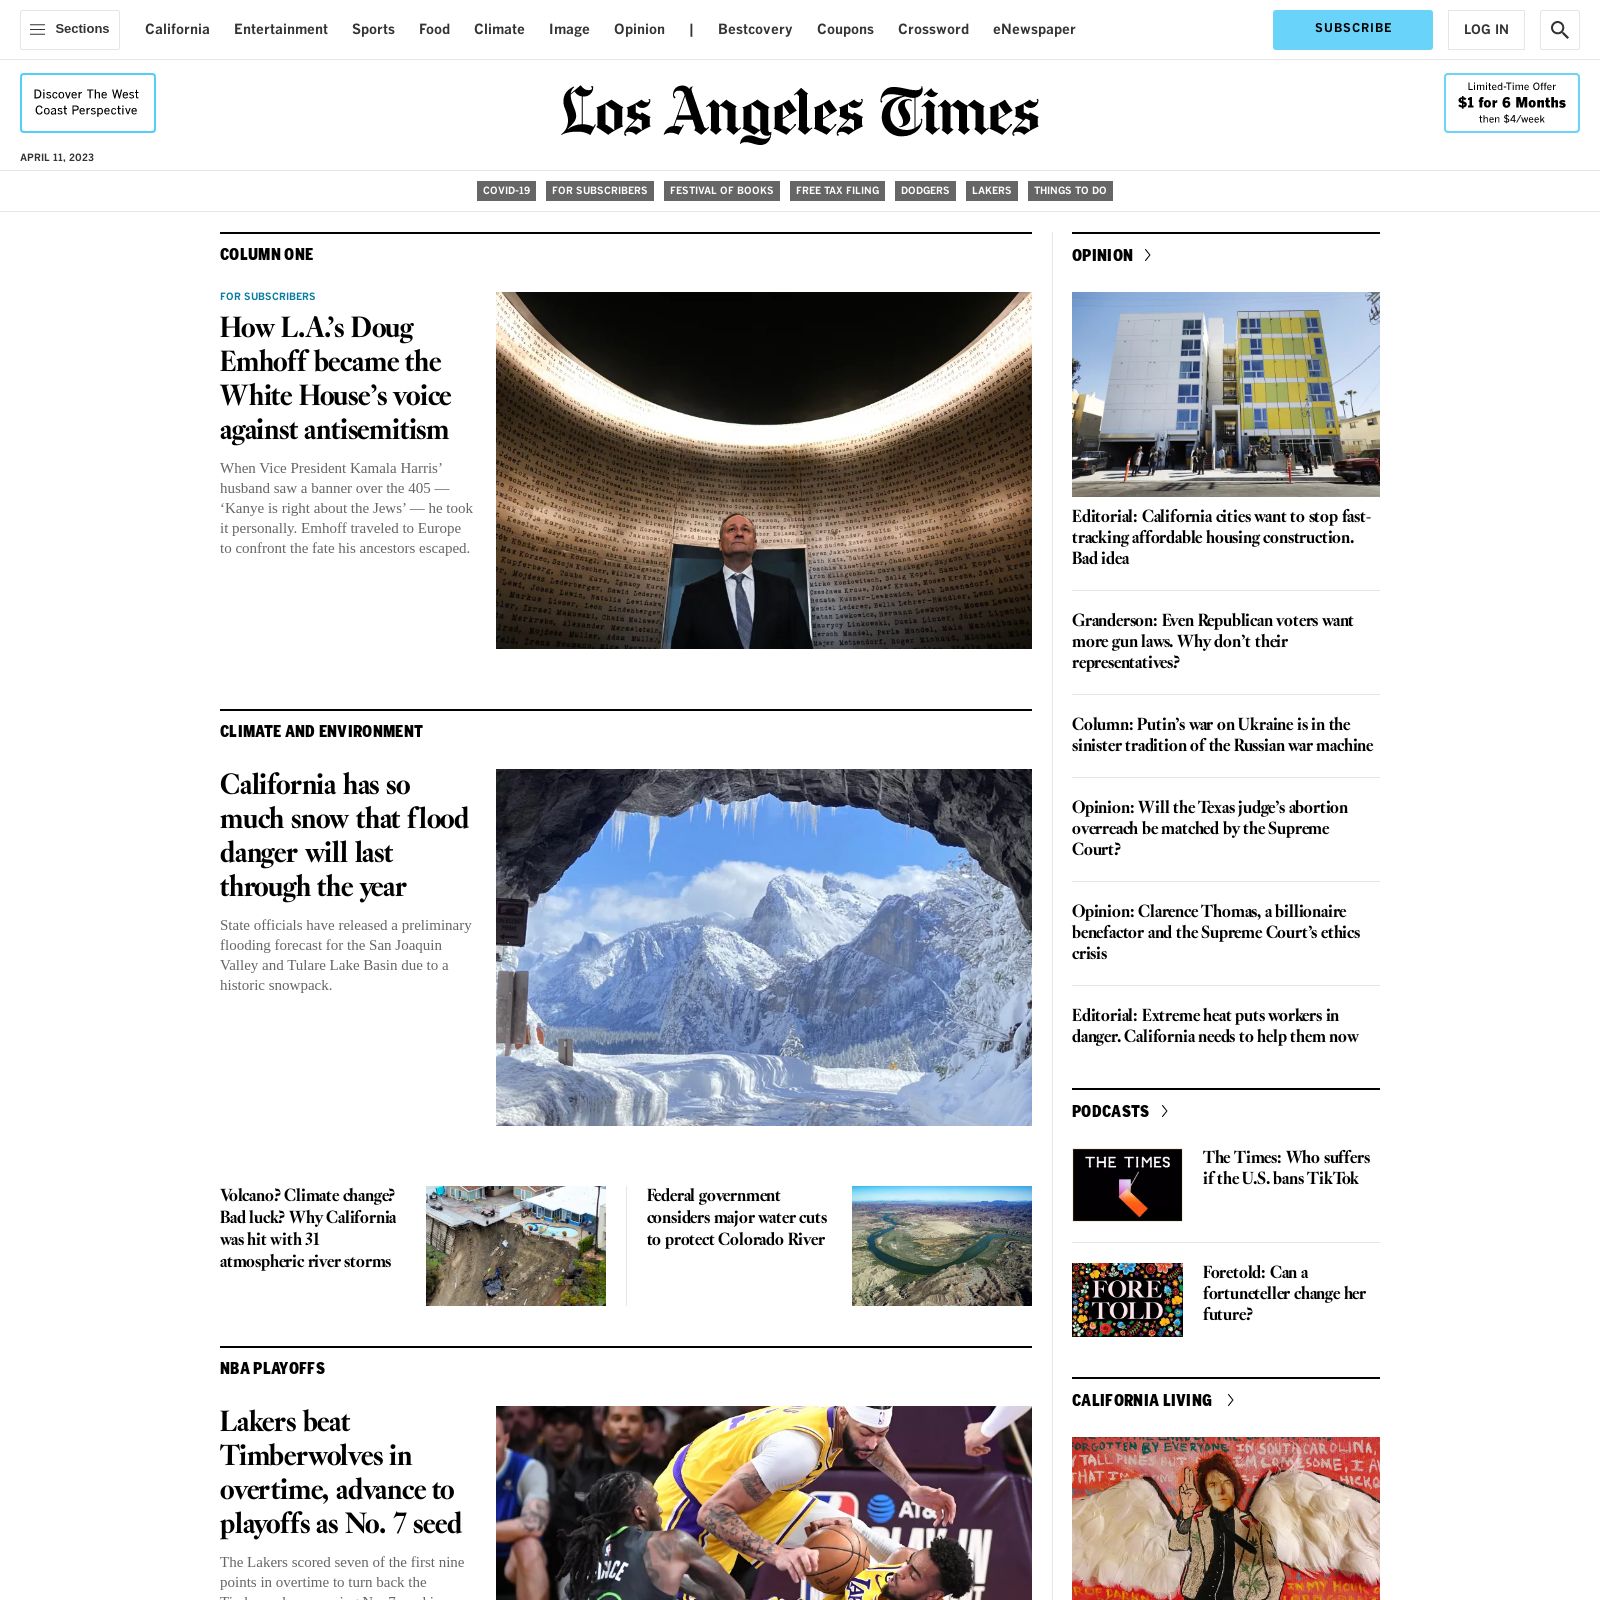 Sections
California
Entertainment
Sports
Food
Climate
Image
Opinion
|
Bestcovery
Coupons
Crossword
eNewspaper
SUBSCRIBE
LOG IN
Discover The West
Coast Perspective
Los Angeles Times
Limited-Time Offer
$1 for 6 Months
then $4/week
APRIL 11, 2023
COVID-19
FOR SUBSCRIBERS
FESTIVAL OF BOOKS
FREE TAX FILING
DODGERS
LAKERS
THINGS TO DO
COLUMN ONE
FOR SUBSCRIBERS
How L.A.’s Doug
Emhoff became the
White House’s voice
against antisemitism
When Vice President Kamala Harris’
husband saw a banner over the 405 —
‘Kanye is right about the Jews’ — he took
it personally. Emhoff traveled to Europe
to confront the fate his ancestors escaped.
CLIMATE AND ENVIRONMENT
California has so
much snow that flood
danger will last
through the year
State officials have released a preliminary
flooding forecast for the San Joaquin
Valley and Tulare Lake Basin due to a
historic snowpack.
Volcano? Climate change?
Bad luck? Why California
was hit with 31
atmospheric river storms
Federal government
considers major water cuts
to protect Colorado River
NBA PLAYOFFS
Lakers beat
Timberwolves in
overtime, advance to
playoffs as No. 7 seed
The Lakers scored seven of the first nine
points in overtime to turn back the
AT&T
OPINION
Editorial: California cities want to stop fast-
tracking affordable housing construction.
Bad idea
Granderson: Even Republican voters want
more gun laws. Why don’t their
representatives?
Column: Putin’s war on Ukraine is in the
sinister tradition of the Russian war machine
Opinion: Will the Texas judge’s abortion
overreach be matched by the Supreme
Court?
Opinion: Clarence Thomas, a billionaire
benefactor and the Supreme Court’s ethics
crisis
Editorial: Extreme heat puts workers in
danger. California needs to help them now
PODCASTS
THE TIMES
The Times: Who suffers
if the U.S. bans TikTok
FORE
TOLD
Foretold: Can a
fortuneteller change her
future?
CALIFORNIA LIVING
FORGOTTEN BY EVERYONE IN SOUTH CAROLINA,
TALL PINES BUT I'M LONESOME, I
THAT I'M
IN MY HOUR